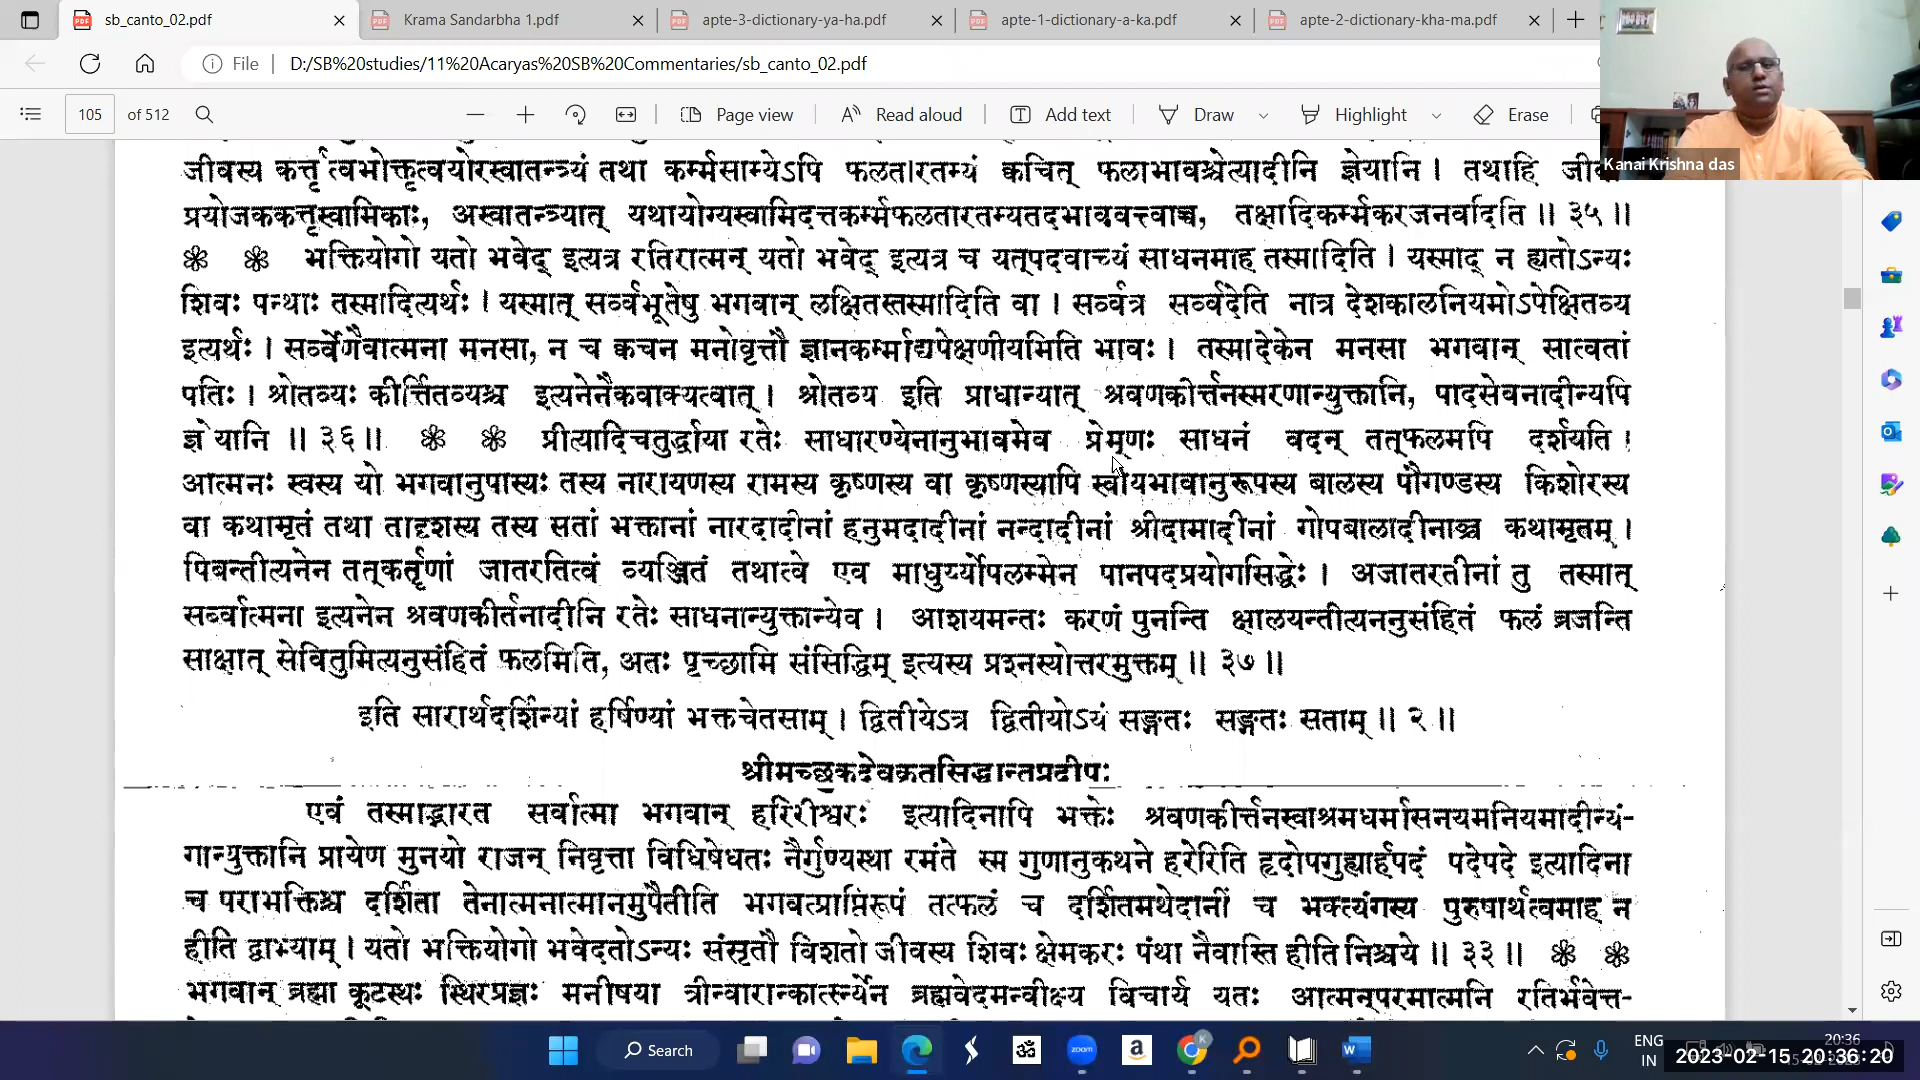 sb_canto_02.pdf
Krama Sandarbha 1.pdf
apte-3-dictionary-ya-ha.pdf
apte-1-dictionary-a-ka.pdf
apte-2-dictionary-kha-ma.pdf
File
D:/SB%20studies/11%20Acaryas%20SB%20Commentaries/sb_canto_02.pdf
105 of 512
Page view
Read aloud
Add text
Draw
Highlight
Erase
Kanai Krishna das
जीवस्य कर्त्तृत्वभोक्तृत्वयोरस्वातन्त्र्यं तथा कर्म्मसाम्येऽपि फलतारतम्यं क्वचित् फलाभावश्चेत्यादीनि ज्ञेयानि । तथाहि
प्रयोजककर्त्तृस्वामिकाः, अस्वातन्त्र्यात् यथायोग्यस्वामिदत्तकर्म्मफलतारतम्यतदभाववत्त्वाच्च, तक्षादिकर्म्मकरजनवदिति ॥ ३५ ॥
❀ ❀ भक्तियोगो यतो भवेद् इत्यत्र रतिरात्मन् यतो भवेद् इत्यत्र च यत्पदवाच्यं साधनमाह तस्मादिति । यस्माद् न ह्यतोऽन्यः
शिवः पन्थाः तस्मादित्यर्थः । यस्मात् सर्व्वभूतेषु भगवान् लक्षितस्तस्मादिति वा । सर्व्वत्र सर्व्वदेति नात्र देशकालनियमोऽपेक्षितव्य
इत्यर्थः । सर्व्वेणैवात्मना मनसा, न च क्वचन मनोवृत्तौ ज्ञानकर्म्माद्यपेक्षणीयमिति भावः । तस्मादेकेन मनसा भगवान् सात्वतां
पतिः । श्रोतव्यः कीर्त्तितव्यश्च इत्यनेनैकवाक्यत्वात् । श्रोतव्य इति प्राधान्यात् श्रवणकीर्त्तनस्मरणान्युक्तानि, पादसेवनादीन्यपि
ज्ञेयानि ॥ ३६ ॥ ❀ ❀ प्रीत्यादिचतुर्द्धाया रतेः साधारण्येनानुभावमेव प्रेम्णः साधनं वदन् तत्फलमपि दर्शयति ।
आत्मनः स्वस्य यो भगवानुपास्यः तस्य नारायणस्य रामस्य कृष्णस्य वा कृष्णस्यापि स्वीयभावानुरूपस्य बालस्य पौगण्डस्य किशोरस्य
वा कथामृतं तथा तादृशस्य तस्य सतां भक्तानां नारदादीनां हनुमदादीनां नन्दादीनां श्रीदामादीनां गोपबालादीनाञ्च कथामृतम् ।
पिबन्तीत्यनेन तत्कर्तॄणां जातरतित्वं व्यञ्जितं तथात्वे एव माधुर्य्योपलम्भेन पानपदप्रयोगसिद्धेः । अजातरतीनां तु तस्मात्
सर्व्वात्मना इत्यनेन श्रवणकीर्तनादीनि रतेः साधनान्युक्तान्येव । आशयमन्तः करणं पुनन्ति क्षालयन्तीत्यननुसंहितं फलं व्रजन्ति
साक्षात् सेवितुमित्यनुसंहितं फलमिति, अतः पृच्छामि संसिद्धिम् इत्यस्य प्रश्नस्योत्तरमुक्तम् ॥ ३७ ॥
इति सारार्थदर्शिन्यां हर्षिण्यां भक्तचेतसाम् । द्वितीयेऽत्र द्वितीयोऽयं सङ्गतः सङ्गतः सताम् ॥ २ ॥
श्रीमच्छुकदेवकृतसिद्धान्तप्रदीपः
एवं तस्माद्भारत सर्वात्मा भगवान् हरिरीश्वरः इत्यादिनापि भक्तेः श्रवणकीर्त्तनस्वाश्रमधर्मासनयमनियमादीन्यं-
गान्युक्तानि प्रायेण मुनयो राजन् निवृत्ता विधिषेधतः नैर्गुण्यस्था रमंते स्म गुणानुकथने हरेरिति हृदोपगुह्यार्हपदं पदेपदे इत्यादिना
च पराभक्तिश्च दर्शिता तेनात्मनात्मानमुपैतीति भगवत्प्राप्तिरूपं तत्फलं च दर्शितमथेदानीं च भक्त्यंगस्य पुरुषार्थत्वमाह न
हीति द्वाभ्याम् । यतो भक्तियोगो भवेदतोऽन्यः संसृतौ विशतो जीवस्य शिवः क्षेमकरः पंथा नैवास्ति हीति निश्चये ॥ ३३ ॥ ❀ ❀
भगवान् ब्रह्मा कूटस्थः स्थिरप्रज्ञः मनीषया त्रीन्वारान्कात्स्न्येन ब्रह्मवेदमन्वीक्ष्य विचार्य यतः आत्मन्परमात्मनि रतिर्भवेत्त-
Search
zoom
ENG
IN
20:36
2023-02-15 20:36:20